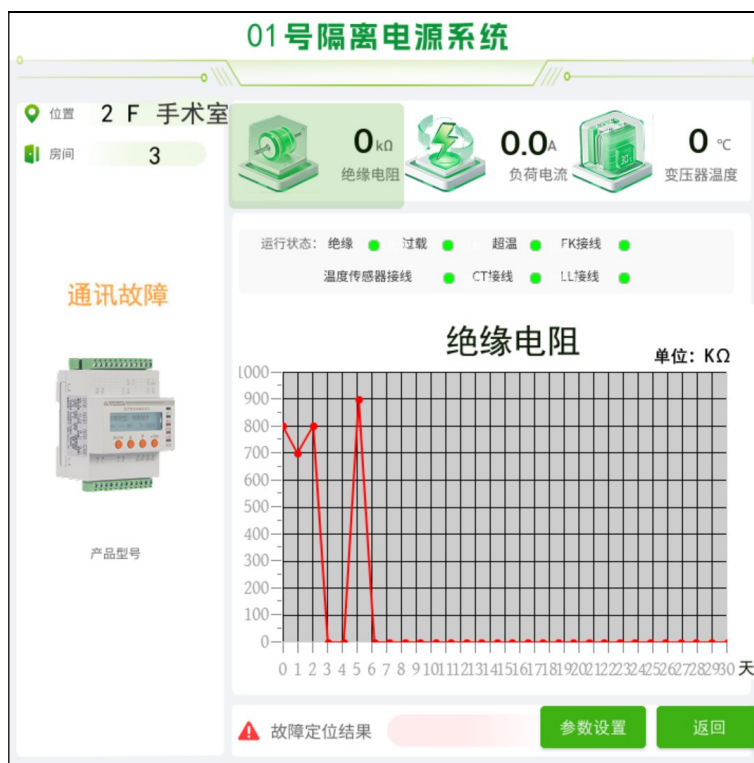 01号隔离电源系统
位置 2 F 手术室
房间 3
0 kΩ
绝缘电阻
0.0 A
负荷电流
0 ℃
变压器温度
运行状态: 绝缘 过载 超温 FK接线
温度传感器接线 CT接线 LL接线
通讯故障
产品型号
绝缘电阻
单位: KΩ
1000
900
800
700
600
500
400
300
200
100
0
0 1 2 3 4 5 6 7 8 9 10 11 12 13 14 15 16 17 18 19 20 21 22 23 24 25 26 27 28 29 30 天
故障定位结果
参数设置
返回